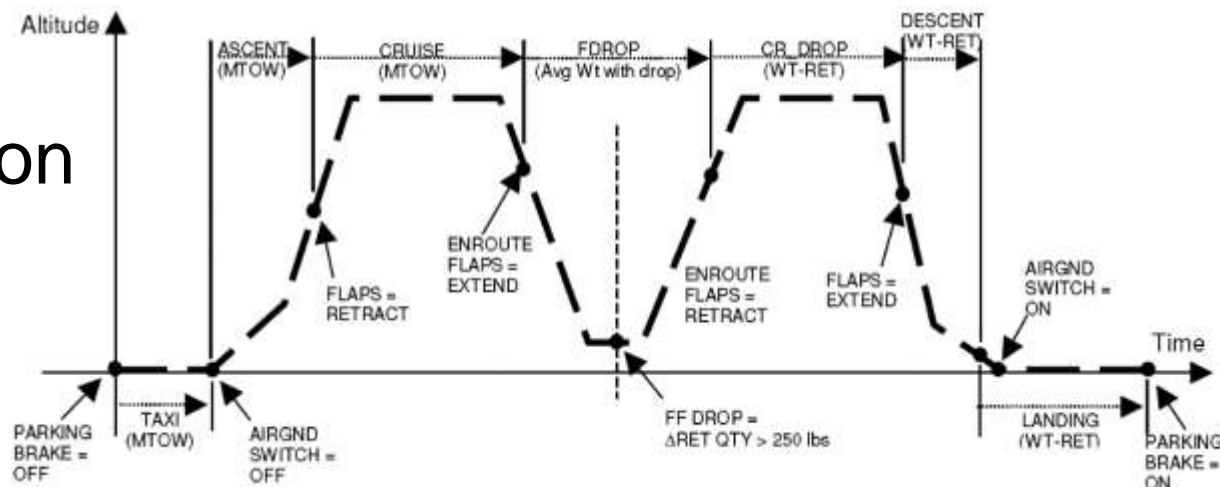 Altitude
ASCENT
(MTOW)
CRUISE
(MTOW)
FDROP
(Avg Wt with drop)
CR_DROP
(WT-RET)
DESCENT
(WT-RET)
on
FLAPS =
RETRACT
ENROUTE
FLAPS =
EXTEND
ENROUTE
FLAPS =
RETRACT
FLAPS =
EXTEND
AIRGND
SWITCH =
ON
Time
PARKING
BRAKE =
OFF
TAXI
(MTOW)
AIRGND
SWITCH =
OFF
FF DROP =
ΔRET QTY > 250 lbs
LANDING
(WT-RET)
PARKING
BRAKE =
ON